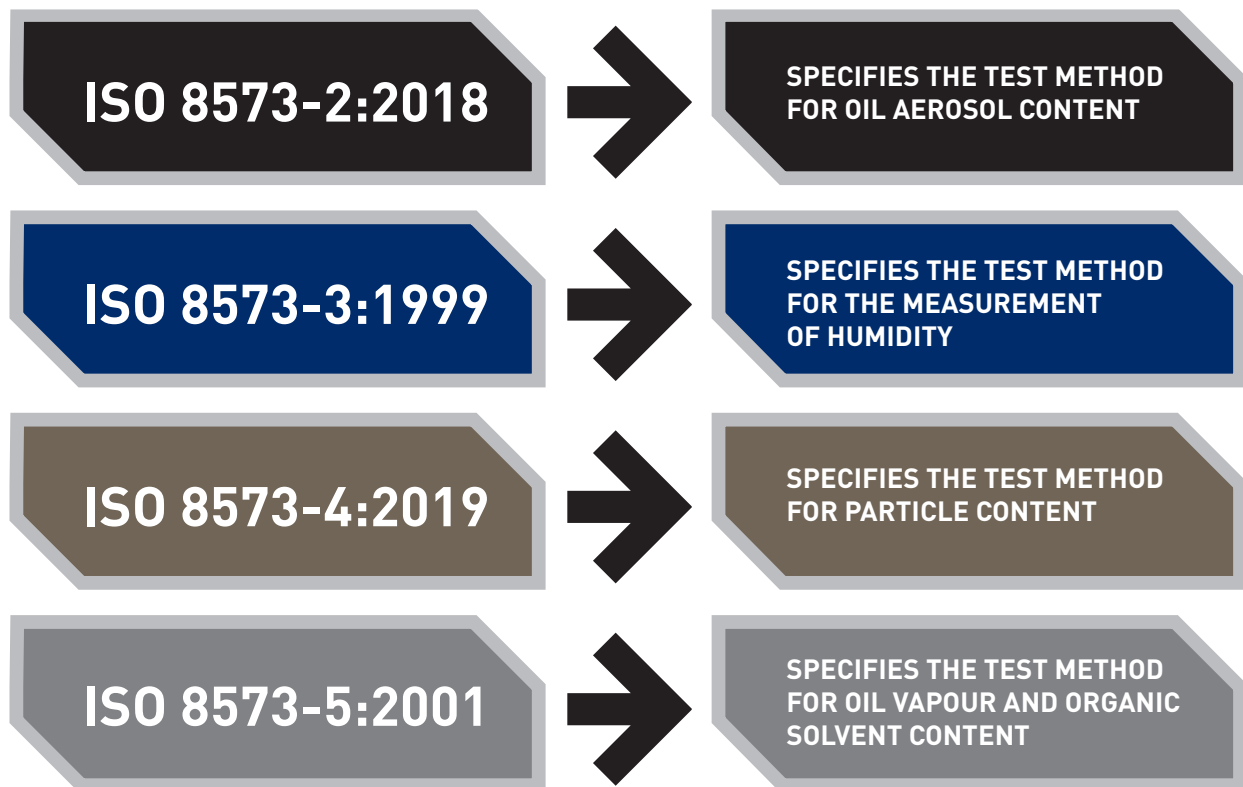 ISO 8573-2:2018
SPECIFIES THE TEST METHOD
FOR OIL AEROSOL CONTENT
ISO 8573-3:1999
SPECIFIES THE TEST METHOD
FOR THE MEASUREMENT
OF HUMIDITY
ISO 8573-4:2019
SPECIFIES THE TEST METHOD
FOR PARTICLE CONTENT
ISO 8573-5:2001
SPECIFIES THE TEST METHOD
FOR OIL VAPOUR AND ORGANIC
SOLVENT CONTENT